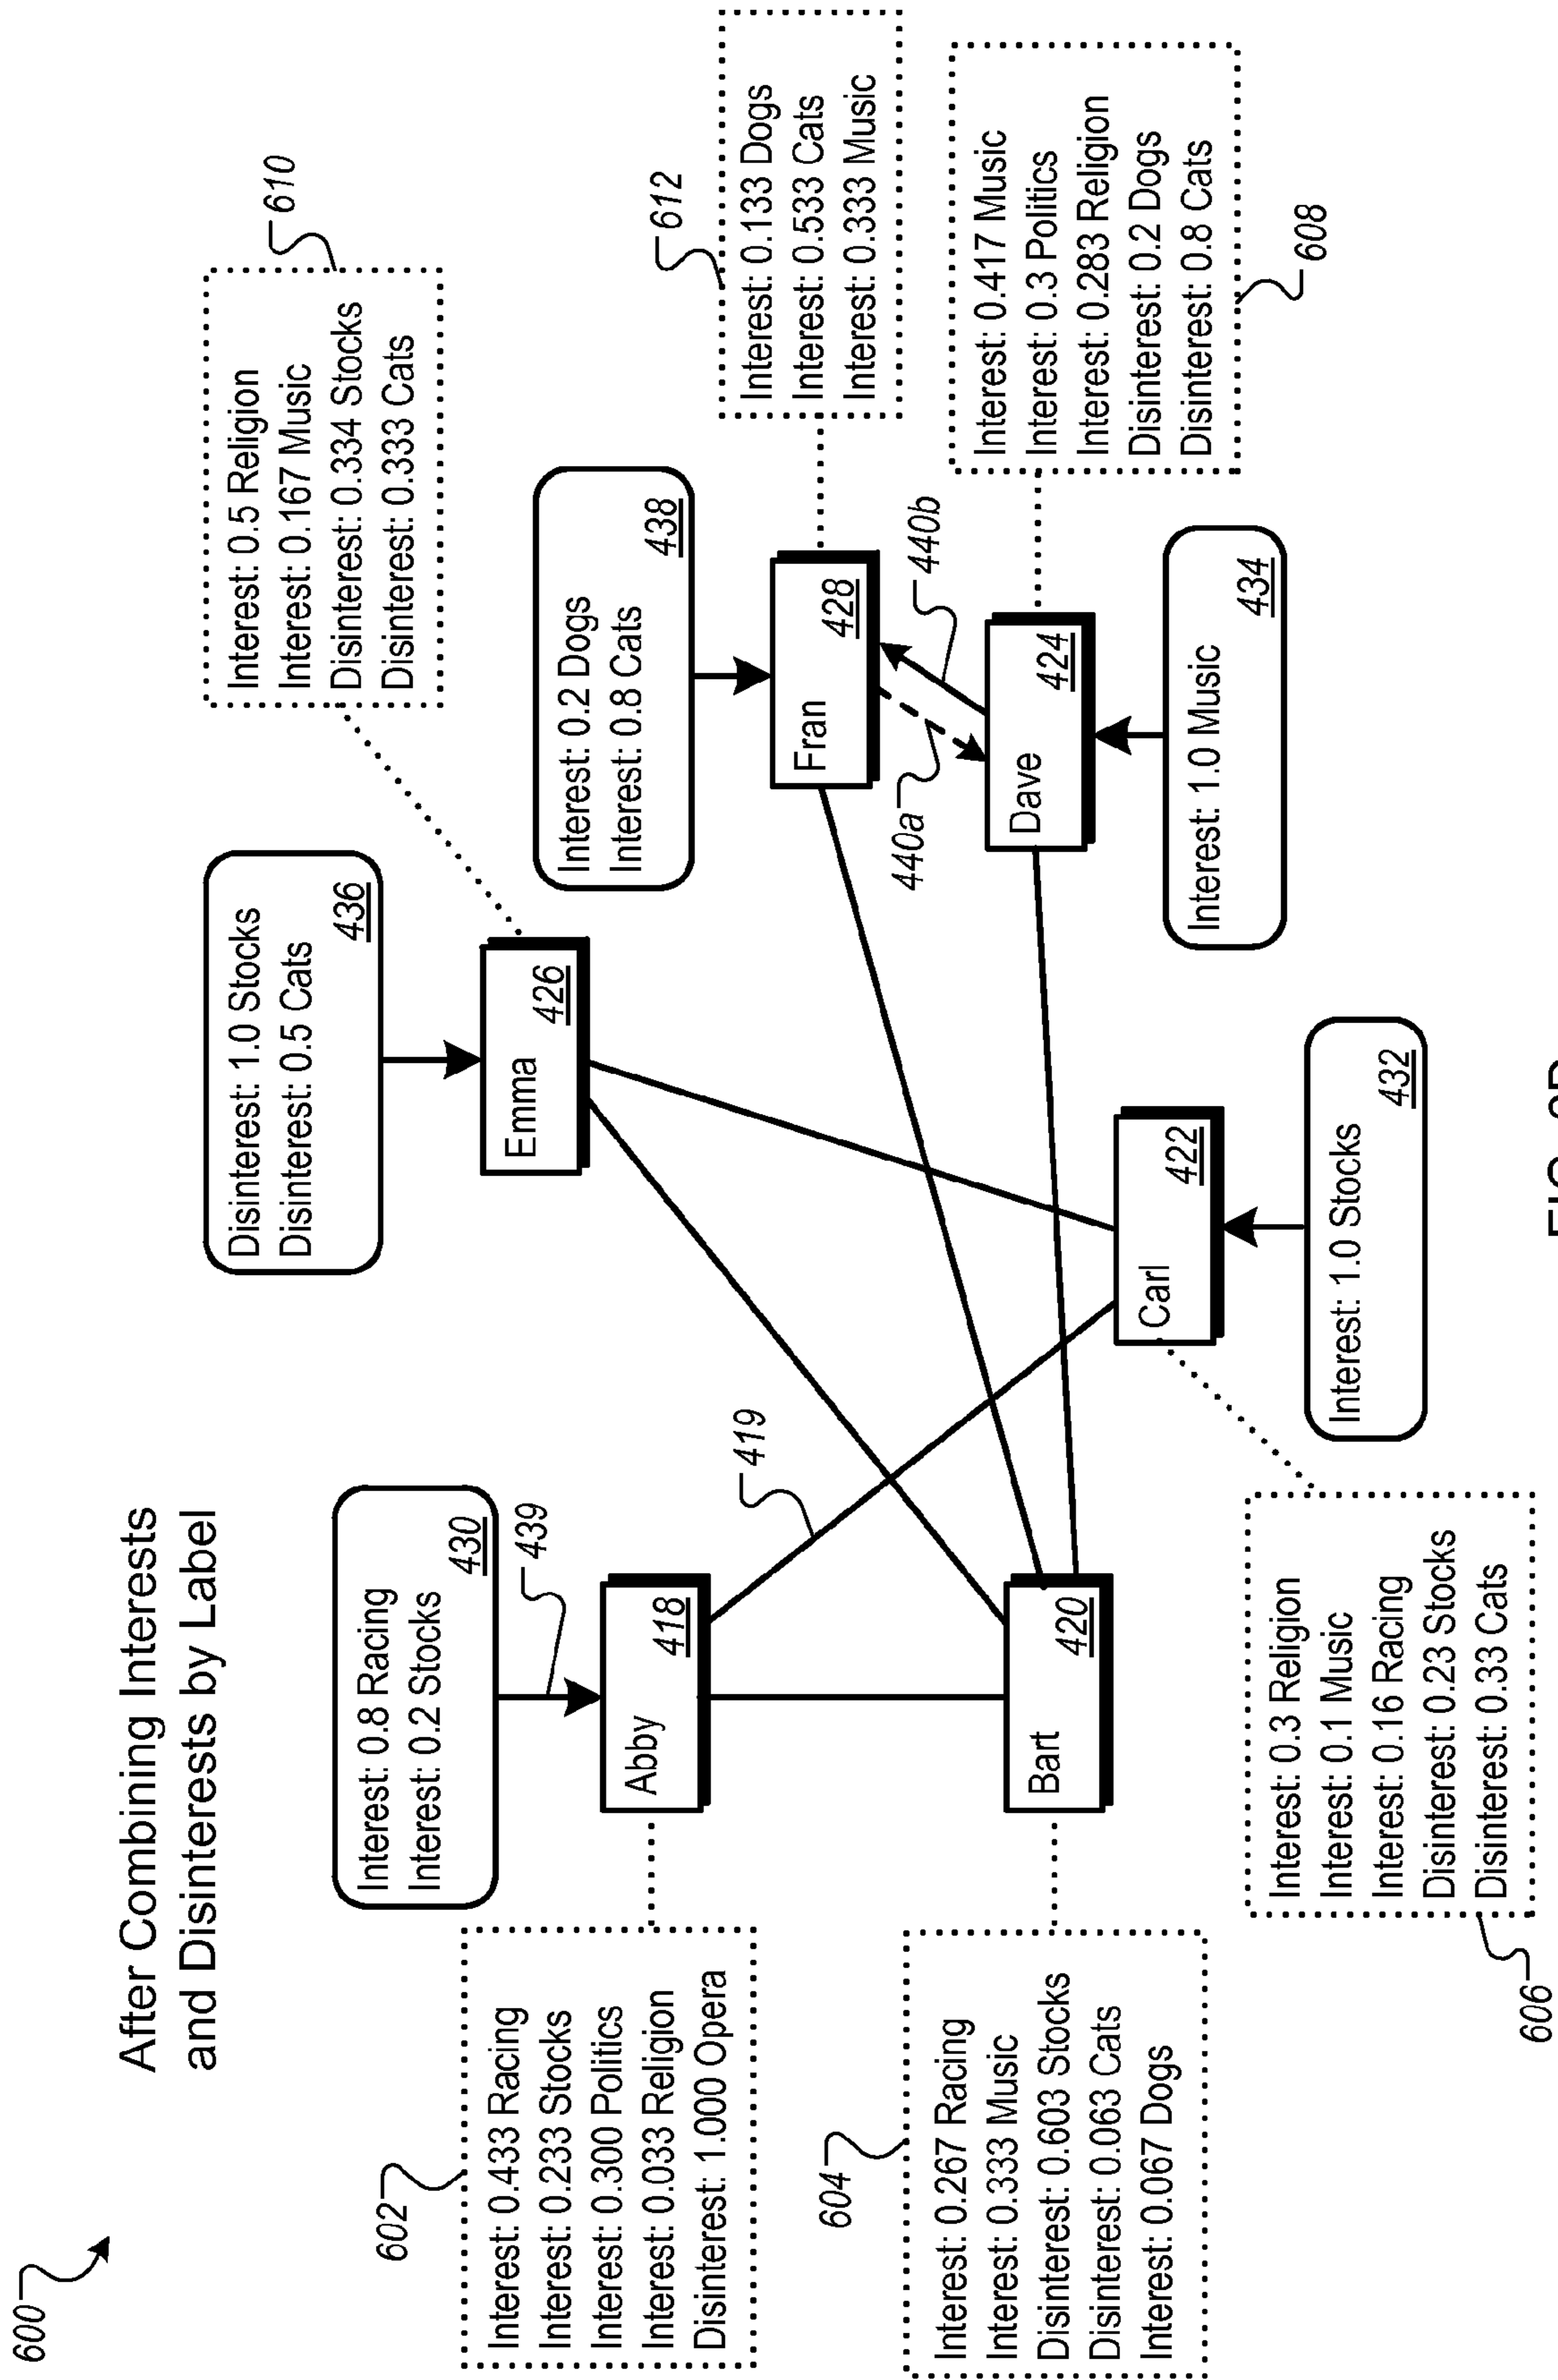 600
After Combining Interests
and Disinterests by Label
602
Interest: 0.433 Racing
Interest: 0.233 Stocks
Interest: 0.300 Politics
Interest: 0.033 Religion
Disinterest: 1.000 Opera
Interest: 0.8 Racing
Interest: 0.2 Stocks
430
439
Abby
418
419
Disinterest: 1.0 Stocks
Disinterest: 0.5 Cats
436
Emma
426
Interest: 0.5 Religion
Interest: 0.167 Music
Disinterest: 0.334 Stocks
Disinterest: 0.333 Cats
610
Interest: 0.2 Dogs
Interest: 0.8 Cats
438
Fran
428
612
Interest: 0.133 Dogs
Interest: 0.533 Cats
Interest: 0.333 Music
440a
440b
Dave
424
Interest: 0.417 Music
Interest: 0.3 Politics
Interest: 0.283 Religion
Disinterest: 0.2 Dogs
Disinterest: 0.8 Cats
608
Interest: 1.0 Music
434
604
Interest: 0.267 Racing
Interest: 0.333 Music
Disinterest: 0.603 Stocks
Disinterest: 0.063 Cats
Interest: 0.067 Dogs
Bart
420
Carl
422
Interest: 1.0 Stocks
432
Interest: 0.3 Religion
Interest: 0.1 Music
Interest: 0.16 Racing
Disinterest: 0.23 Stocks
Disinterest: 0.33 Cats
606